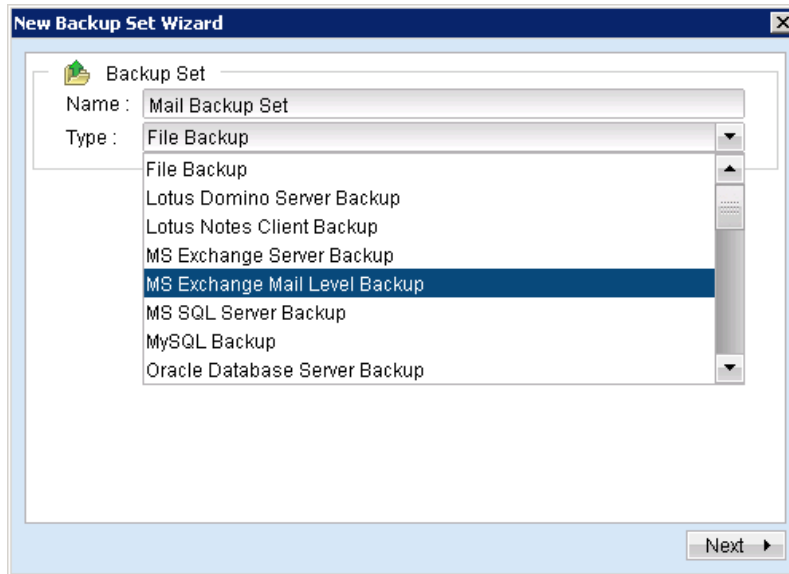 New Backup Set Wizard
Backup Set
Name : Mail Backup Set
Type : File Backup
File Backup
Lotus Domino Server Backup
Lotus Notes Client Backup
MS Exchange Server Backup
MS Exchange Mail Level Backup
MS SQL Server Backup
MySQL Backup
Oracle Database Server Backup
Next